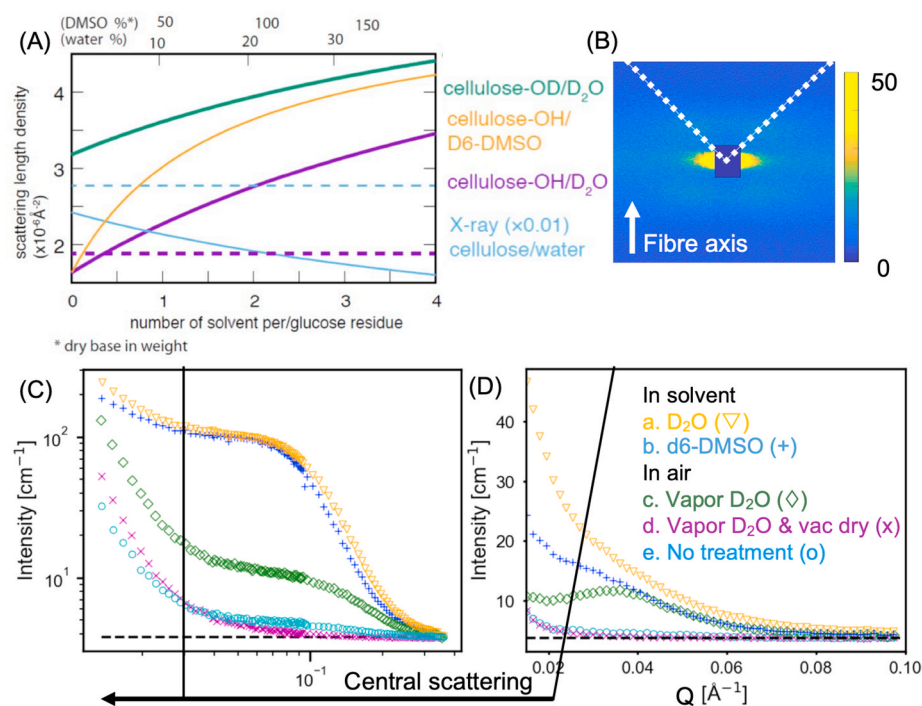 (A)
(DMSO %*) 50 100 150
(water %) 10 20 30
4
3
2
scattering length density
(x10⁻⁶Å⁻²)
0 1 2 3 4
number of solvent per/glucose residue
* dry base in weight
cellulose-OD/D₂O
cellulose-OH/
D6-DMSO
cellulose-OH/D₂O
X-ray (×0.01)
cellulose/water
(B)
Fibre axis
50
0
(C)
Intensity [cm⁻¹]
10²
10¹
10⁻¹
Central scattering
(D)
Intensity [cm⁻¹]
40
30
20
10
In solvent
a. D₂O (▽)
b. d6-DMSO (+)
In air
c. Vapor D₂O (◊)
d. Vapor D₂O & vac dry (x)
e. No treatment (o)
0.02 0.04 0.06 0.08 0.10
Q [Å⁻¹]